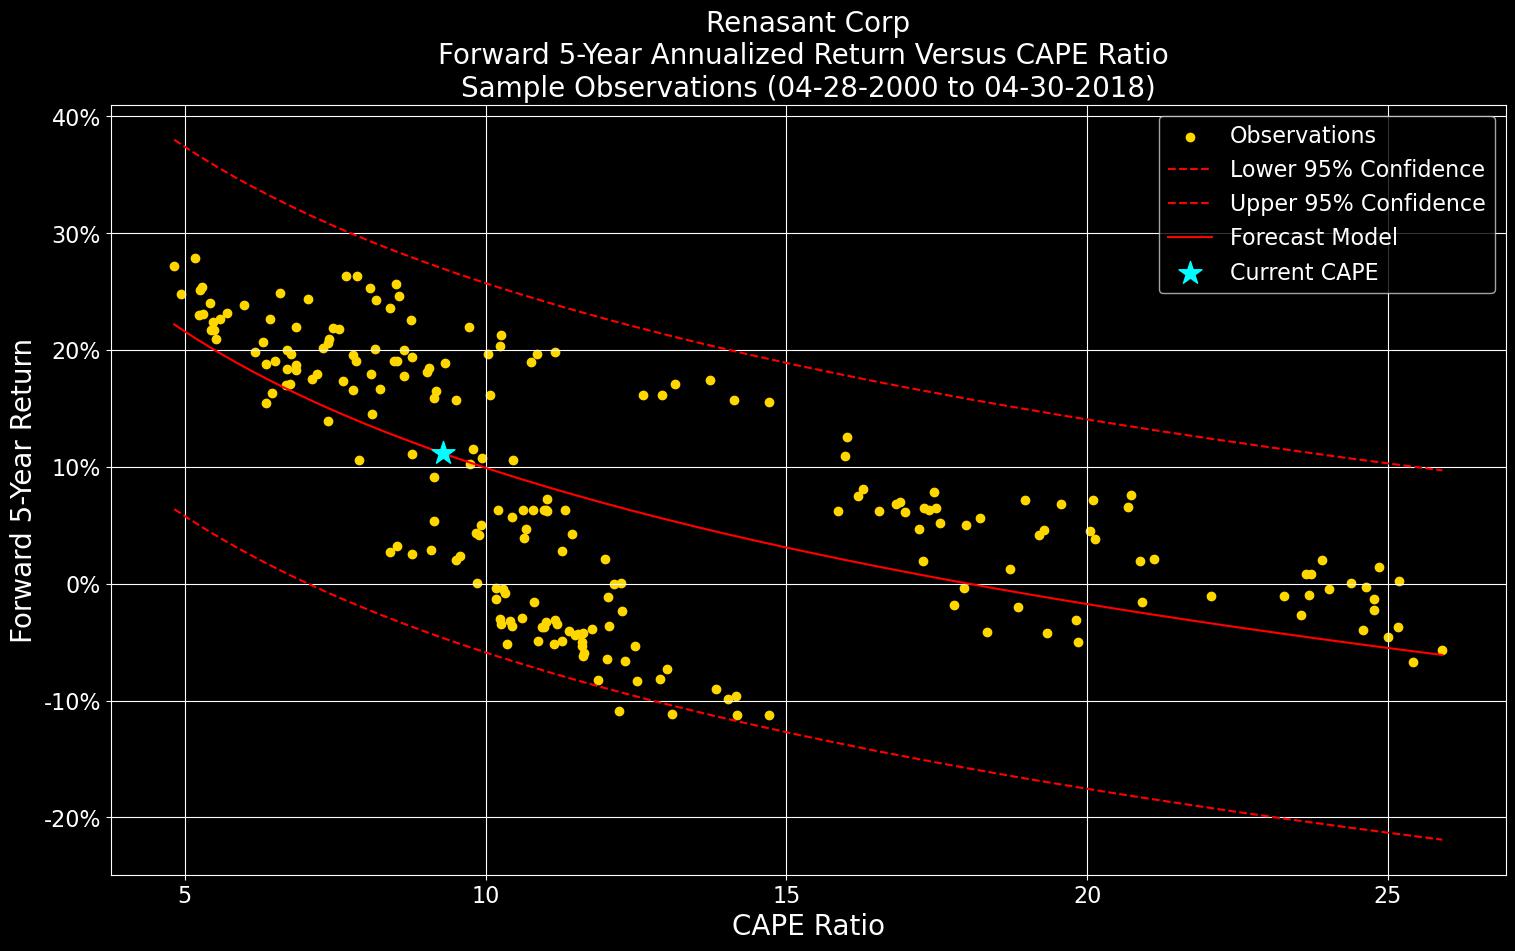 Renasant Corp
Forward 5-Year Annualized Return Versus CAPE Ratio
Sample Observations (04-28-2000 to 04-30-2018)
Observations
Lower 95% Confidence
Upper 95% Confidence
Forecast Model
Current CAPE
Forward 5-Year Return
40%
30%
20%
10%
0%
-10%
-20%
5
10
15
20
25
CAPE Ratio